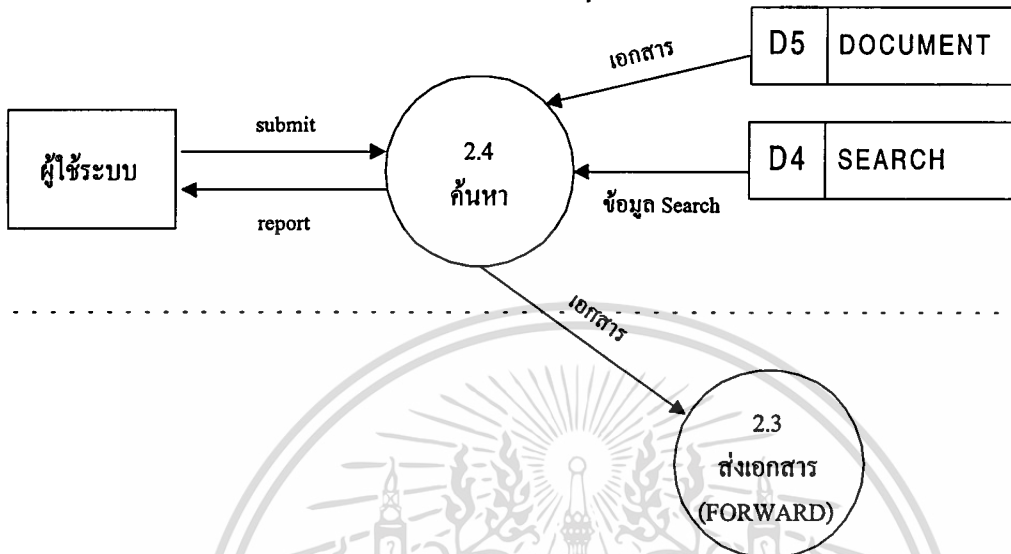 เอกสาร
D5 DOCUMENT
submit
ผู้ใช้ระบบ
2.4
ค้นหา
D4 SEARCH
ข้อมูล Search
report
เอกสาร
2.3
ส่งเอกสาร
(FORWARD)